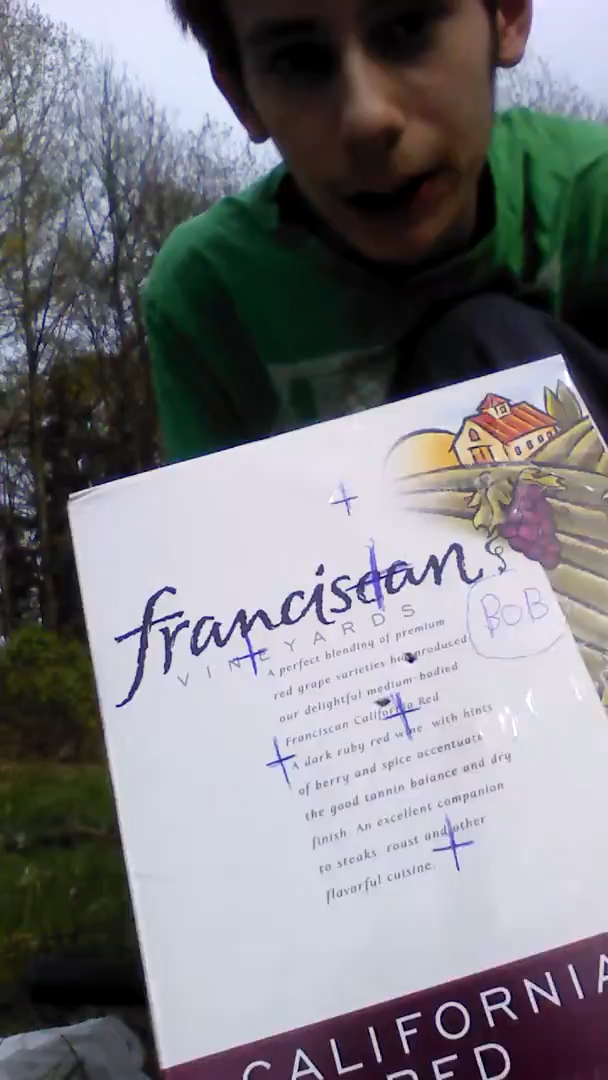 franciscan
VINEYARDS
BOB
A perfect blending of premium
red grape varieties has produced
our delightful medium-bodied
Franciscan California Red
A dark ruby red wine with hints
of berry and spice accentuate
the good tannin balance and dry
finish. An excellent companion
to steaks roast and other
flavorful cuisine.
CALIFORNIA
RED